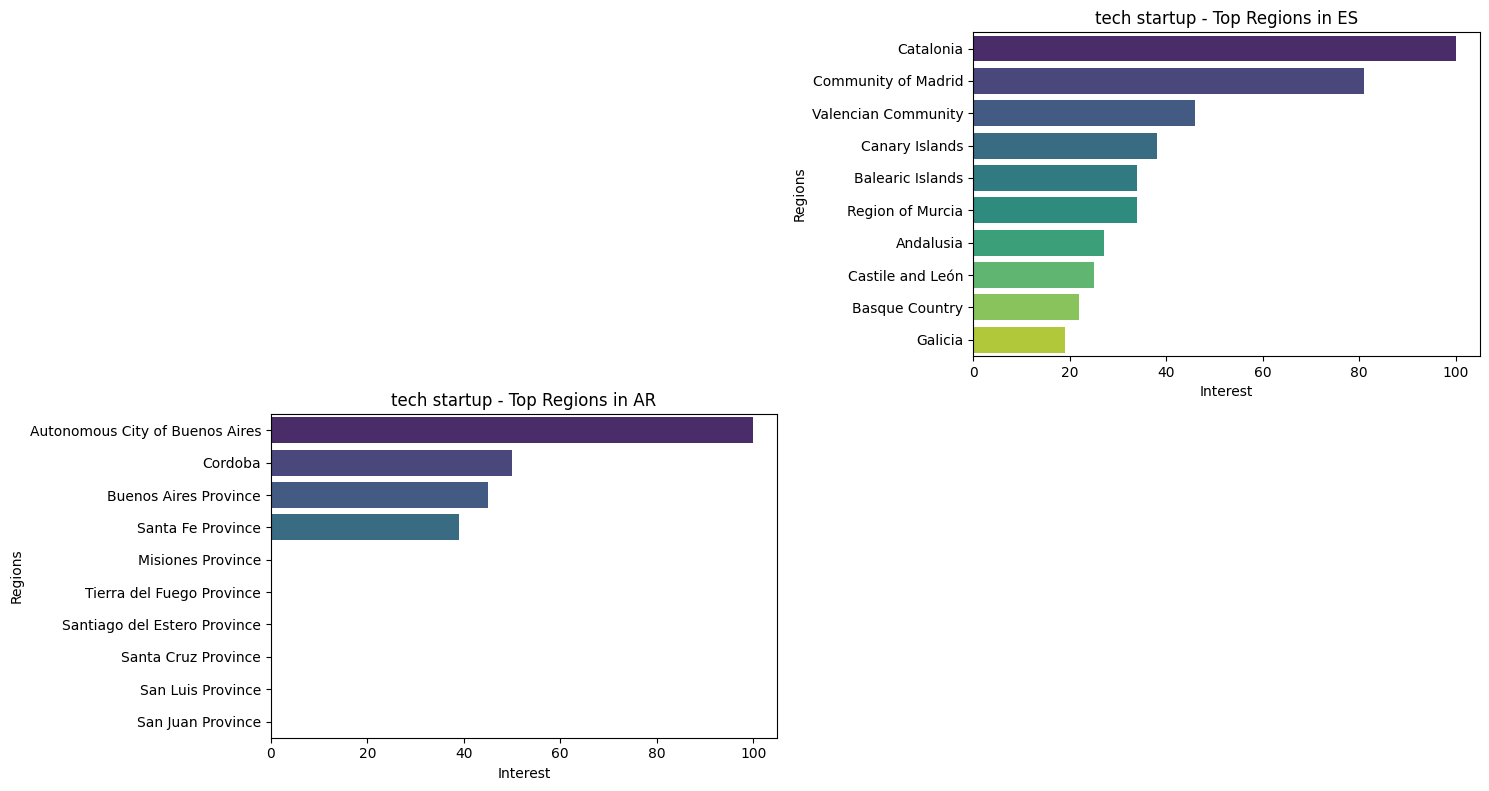 tech startup - Top Regions in ES
Catalonia
Community of Madrid
Valencian Community
Canary Islands
Balearic Islands
Region of Murcia
Andalusia
Castile and León
Basque Country
Galicia
Regions
0 20 40 60 80 100
Interest
tech startup - Top Regions in AR
Autonomous City of Buenos Aires
Cordoba
Buenos Aires Province
Santa Fe Province
Misiones Province
Tierra del Fuego Province
Santiago del Estero Province
Santa Cruz Province
San Luis Province
San Juan Province
Regions
0 20 40 60 80 100
Interest